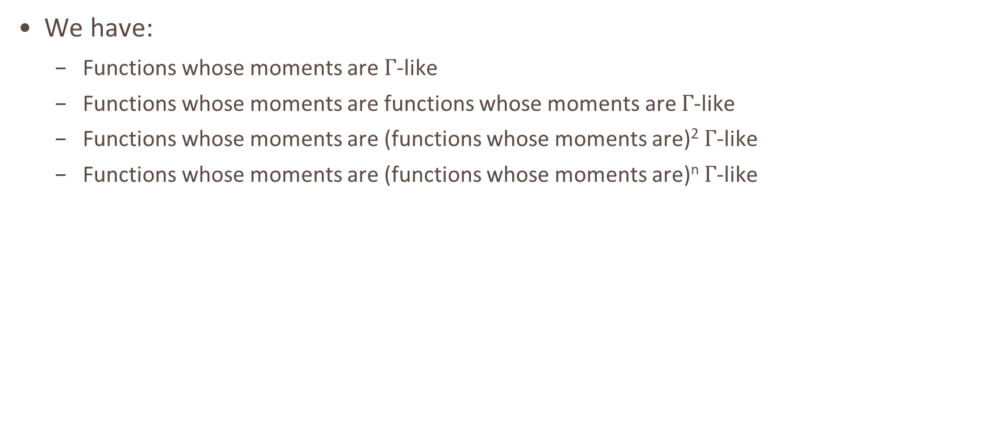 • We have:
– Functions whose moments are Γ-like
– Functions whose moments are functions whose moments are Γ-like
– Functions whose moments are (functions whose moments are)² Γ-like
– Functions whose moments are (functions whose moments are)ⁿ Γ-like